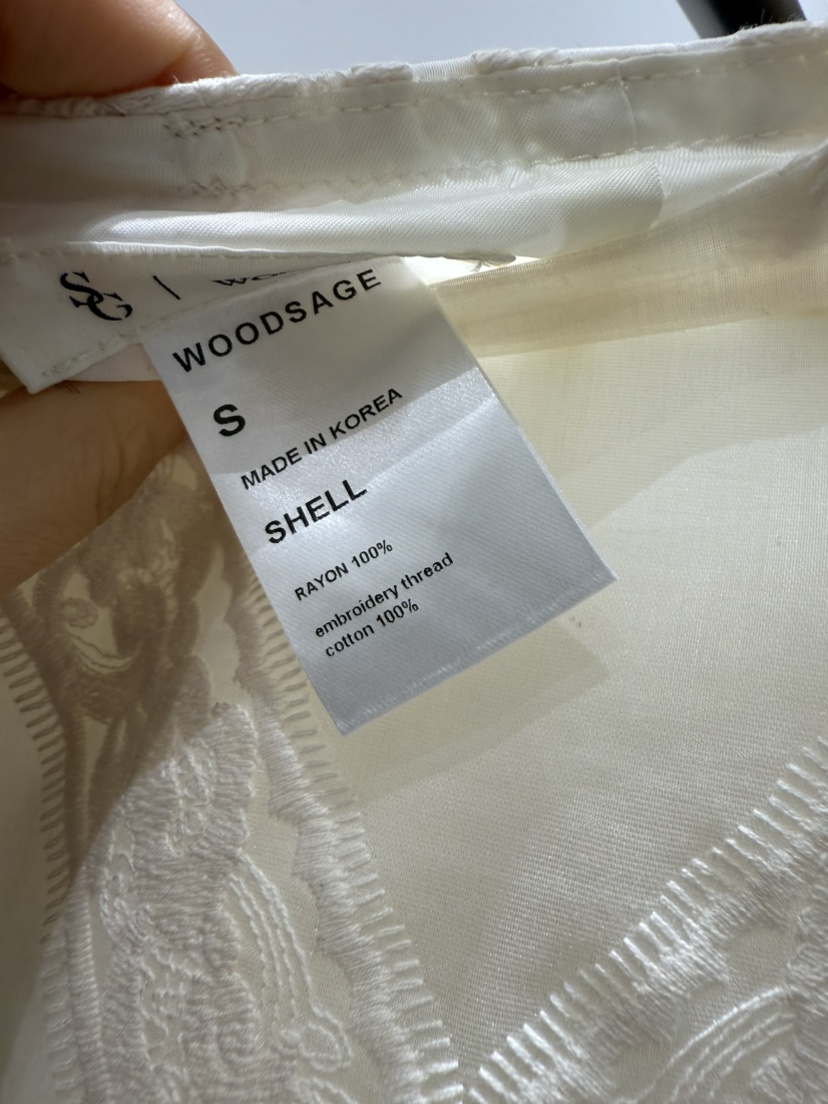 SG |
WOODSAGE
S
MADE IN KOREA
SHELL
RAYON 100%
embroidery thread
cotton 100%